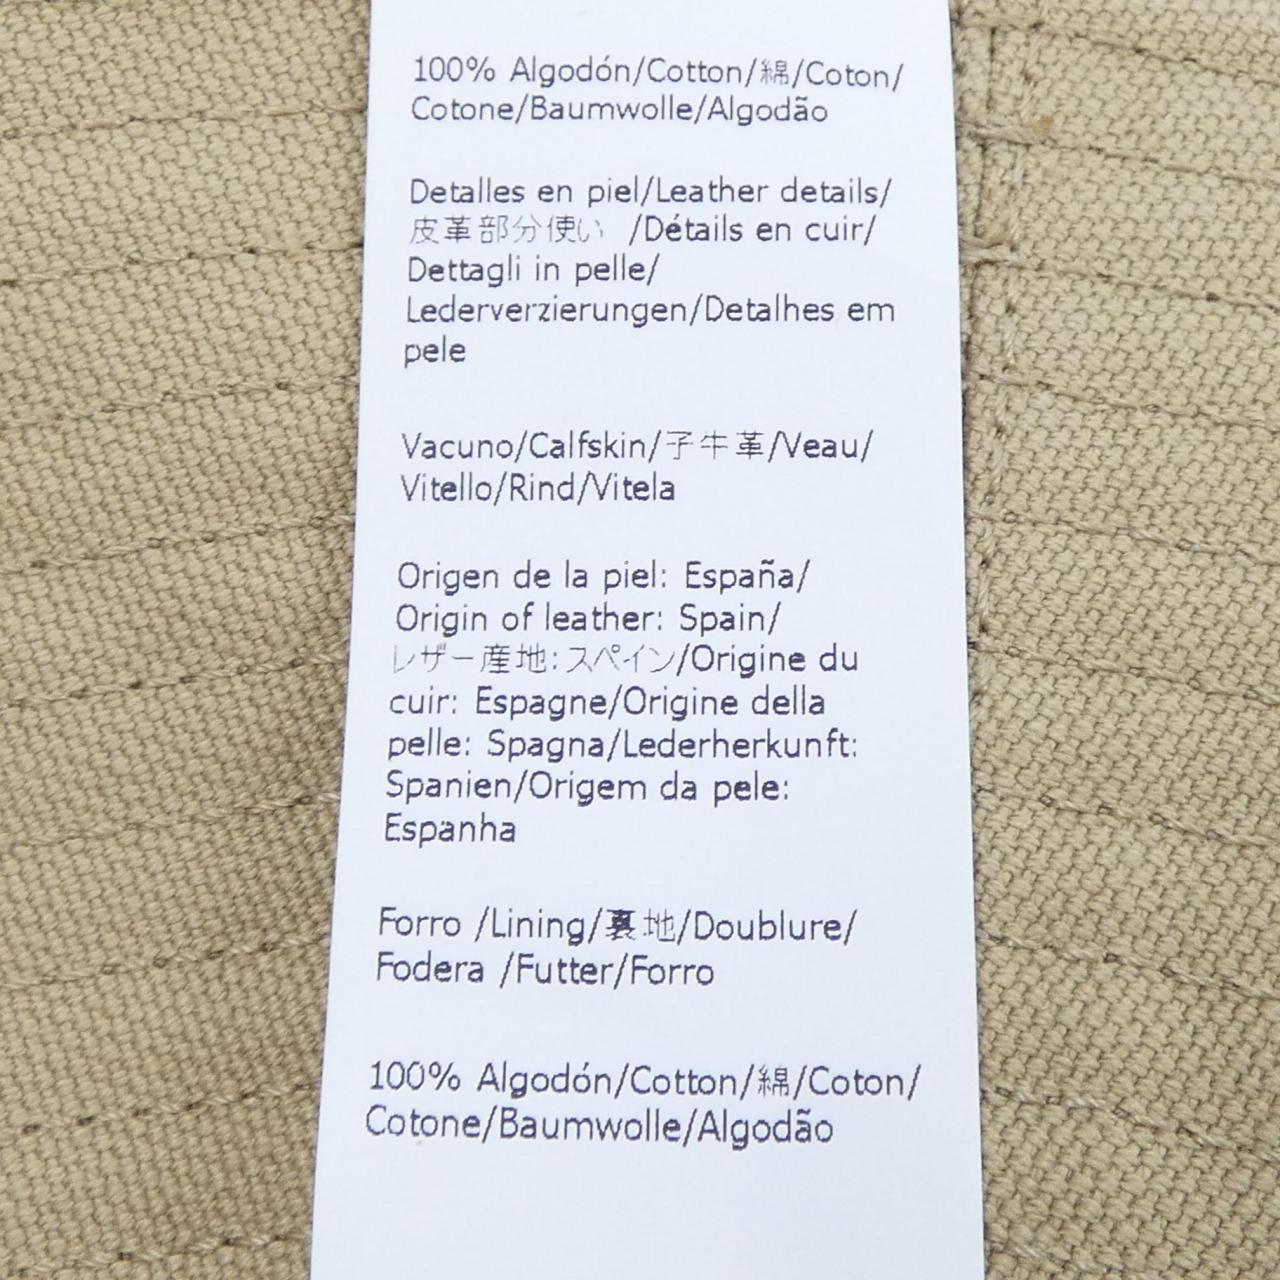 100% Algodón/Cotton/綿/Coton/
Cotone/Baumwolle/Algodão
Detalles en piel/Leather details/
皮革部分使い /Détails en cuir/
Dettagli in pelle/
Lederverzierungen/Detalhes em
pele
Vacuno/Calfskin/子牛革/Veau/
Vitello/Rind/Vitela
Origen de la piel: España/
Origin of leather: Spain/
レザー産地:スペイン/Origine du
cuir: Espagne/Origine della
pelle: Spagna/Lederherkunft:
Spanien/Origem da pele:
Espanha
Forro /Lining/裏地/Doublure/
Fodera /Futter/Forro
100% Algodón/Cotton/綿/Coton/
Cotone/Baumwolle/Algodão